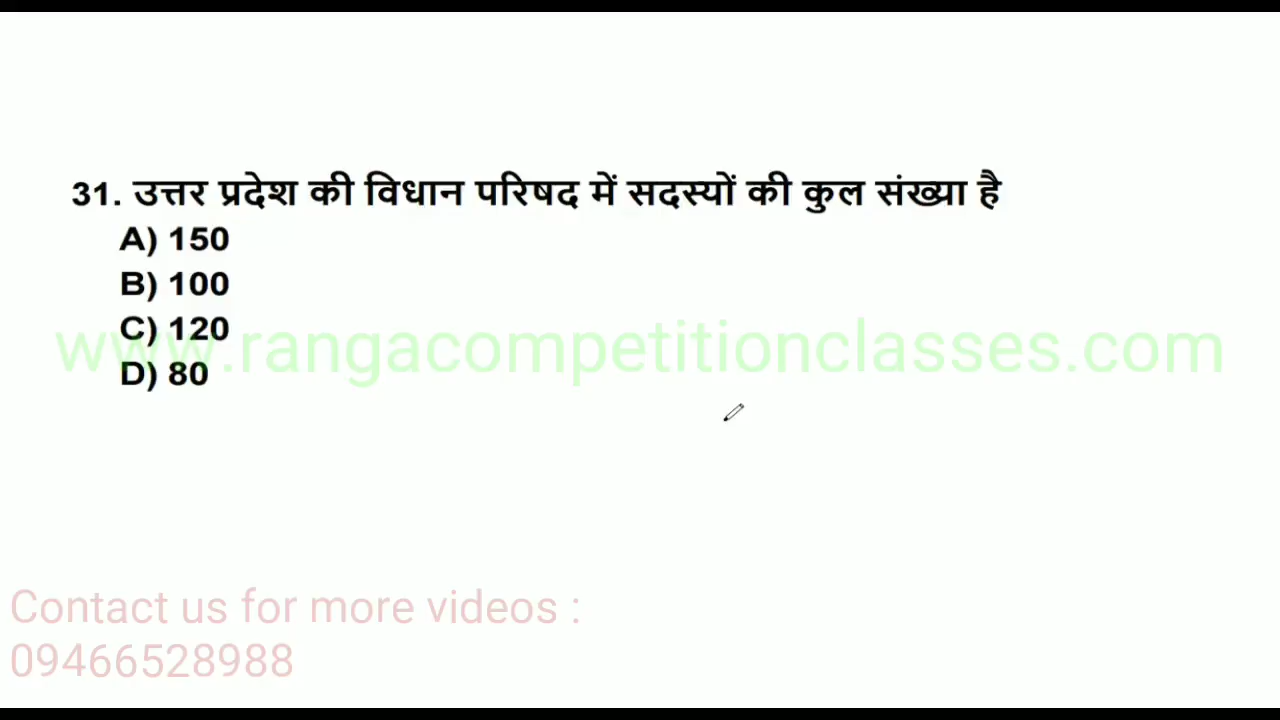 31. उत्तर प्रदेश की विधान परिषद में सदस्यों की कुल संख्या है
A) 150
B) 100
C) 120
www.rangacompetitionclasses.com
D) 80
Contact us for more videos :
09466528988